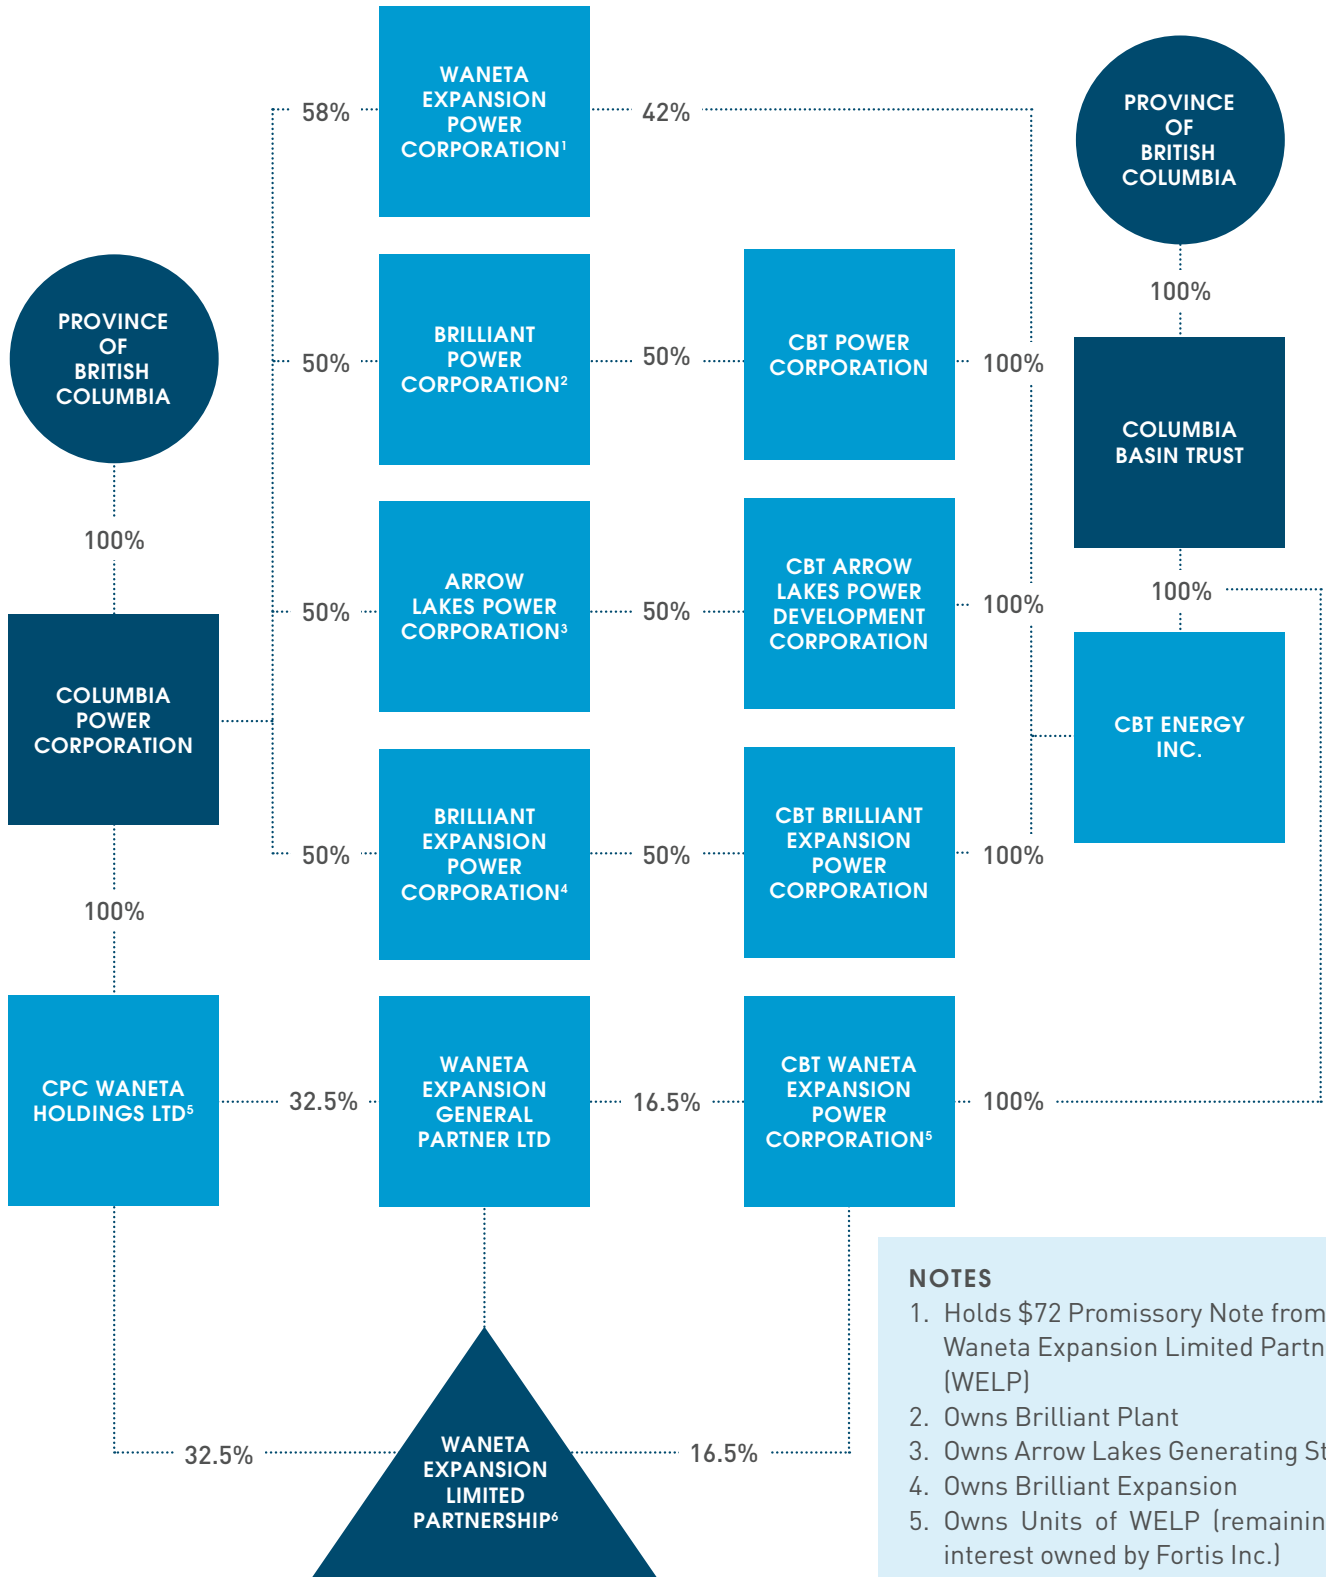 WANETA
EXPANSION
POWER
CORPORATION¹
58%
42%
PROVINCE
OF
BRITISH
COLUMBIA
100%
PROVINCE
OF
BRITISH
COLUMBIA
100%
BRILLIANT
POWER
CORPORATION²
50%
50%
CBT POWER
CORPORATION
100%
COLUMBIA
BASIN TRUST
100%
ARROW
LAKES POWER
CORPORATION³
50%
50%
CBT ARROW
LAKES POWER
DEVELOPMENT
CORPORATION
100%
COLUMBIA
POWER
CORPORATION
100%
CBT ENERGY
INC.
BRILLIANT
EXPANSION
POWER
CORPORATION⁴
50%
50%
CBT BRILLIANT
EXPANSION
POWER
CORPORATION
100%
CPC WANETA
HOLDINGS LTD⁵
32.5%
WANETA
EXPANSION
GENERAL
PARTNER LTD
16.5%
CBT WANETA
EXPANSION
POWER
CORPORATION⁵
100%
32.5%
WANETA
EXPANSION
LIMITED
PARTNERSHIP⁶
16.5%
NOTES
1. Holds $72 Promissory Note from
Waneta Expansion Limited Partn
(WELP)
2. Owns Brilliant Plant
3. Owns Arrow Lakes Generating St
4. Owns Brilliant Expansion
5. Owns Units of WELP (remainin
interest owned by Fortis Inc.)